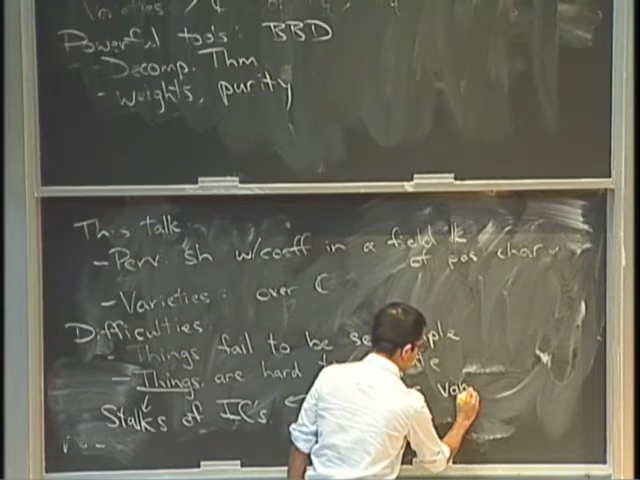 Varieties
Powerful tools: BBD
- Decomp. Thm
- weights, purity
This talk
- Perv. sh w/coeff in a field k
of pos char
- Varieties: over ℂ
Difficulties:
- Things fail to be
- Things are hard
Stalks of IC's.